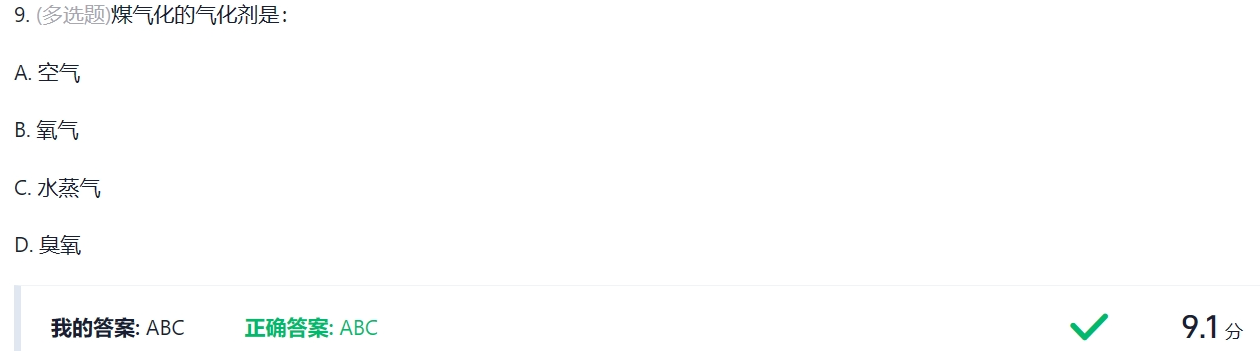 9. (多选题)煤气化的气化剂是：
A. 空气
B. 氧气
C. 水蒸气
D. 臭氧
我的答案: ABC 正确答案: ABC 9.1 分